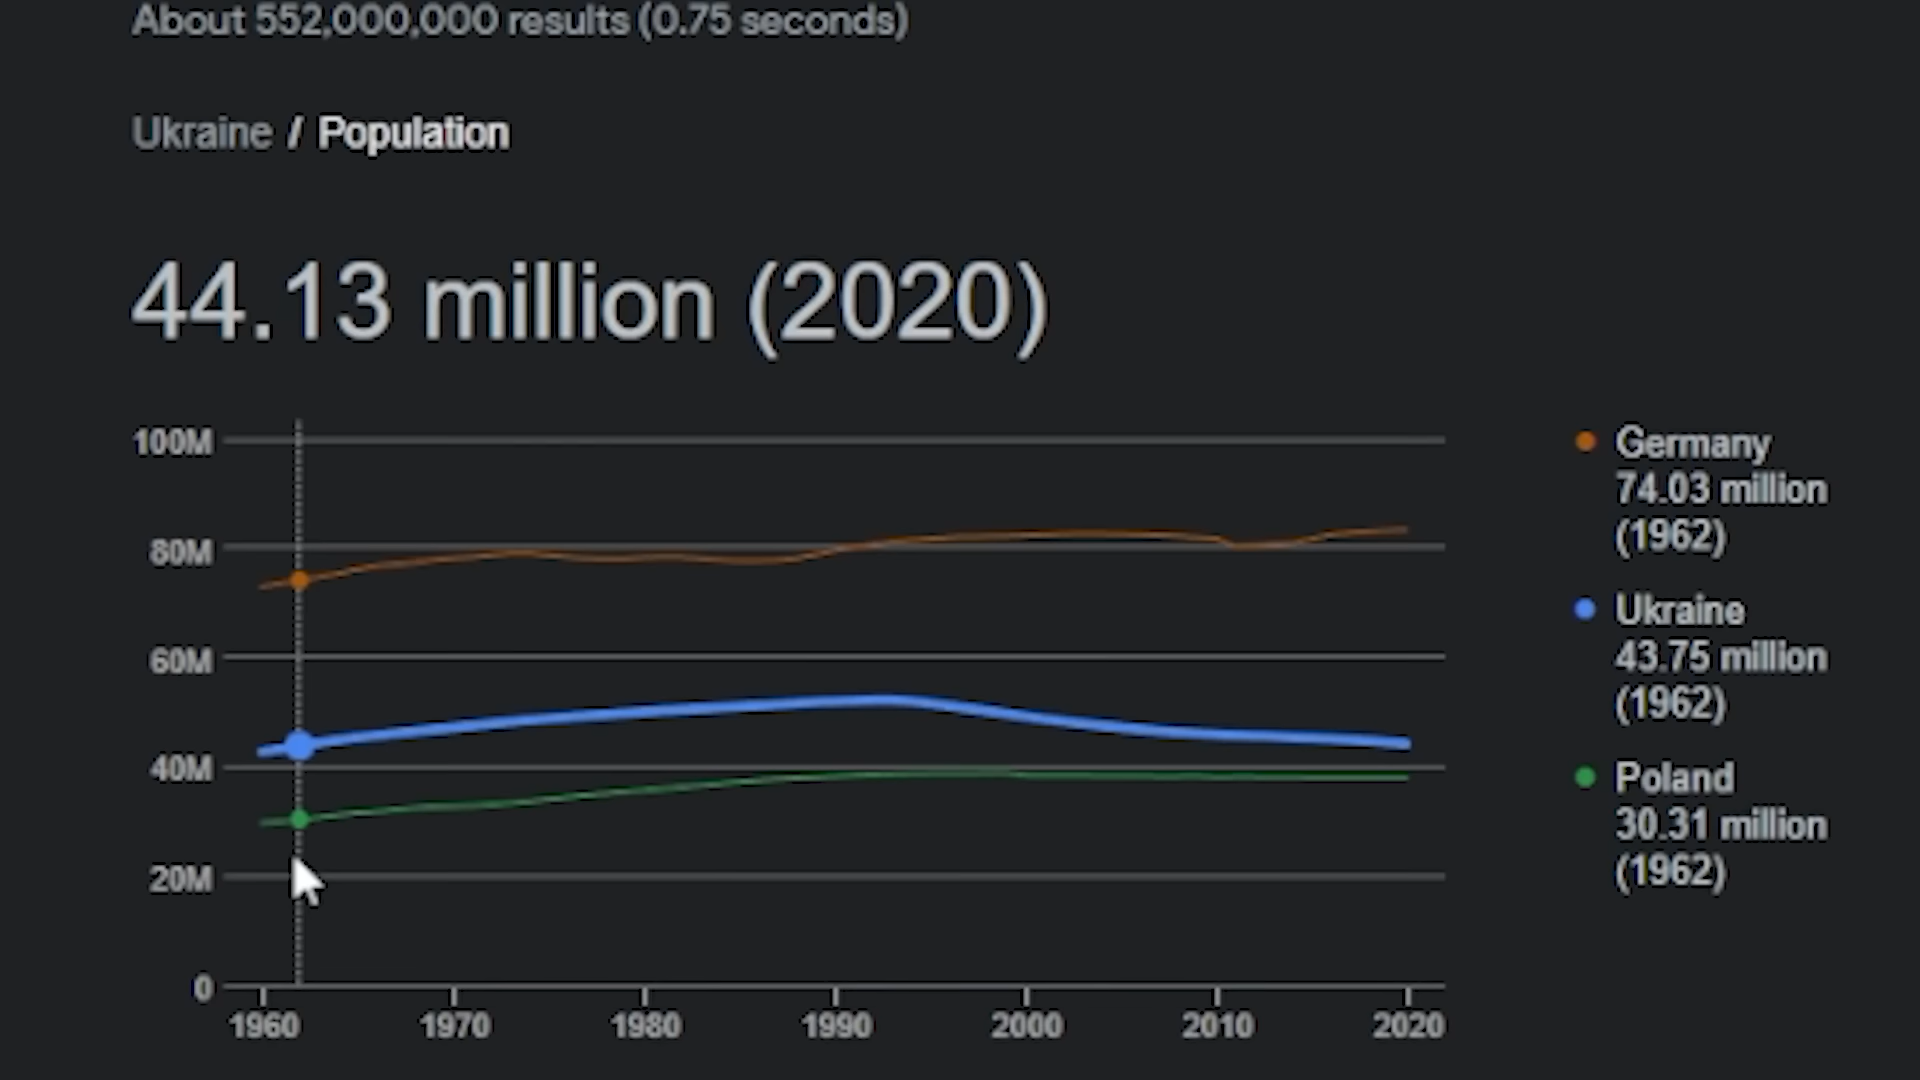 About 552,000,000 results (0.75 seconds)
Ukraine / Population
44.13 million (2020)
100M
80M
60M
40M
20M
0
1960 1970 1980 1990 2000 2010 2020
Germany
74.03 million
(1962)
Ukraine
43.75 million
(1962)
Poland
30.31 million
(1962)